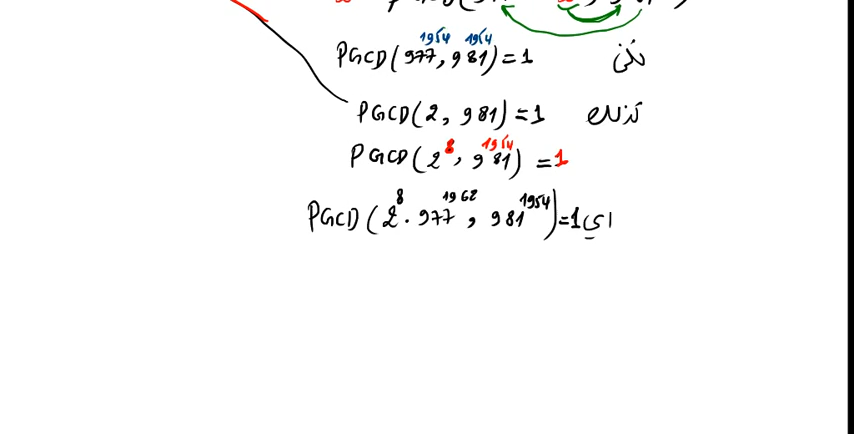 PGCD(977^1954, 981^1954) = 1 لكن
PGCD(2, 981) = 1 كذلك
PGCD(2^8, 981^1954) = 1
PGCD(2^8 . 977^1962, 981^1954) = 1 اي